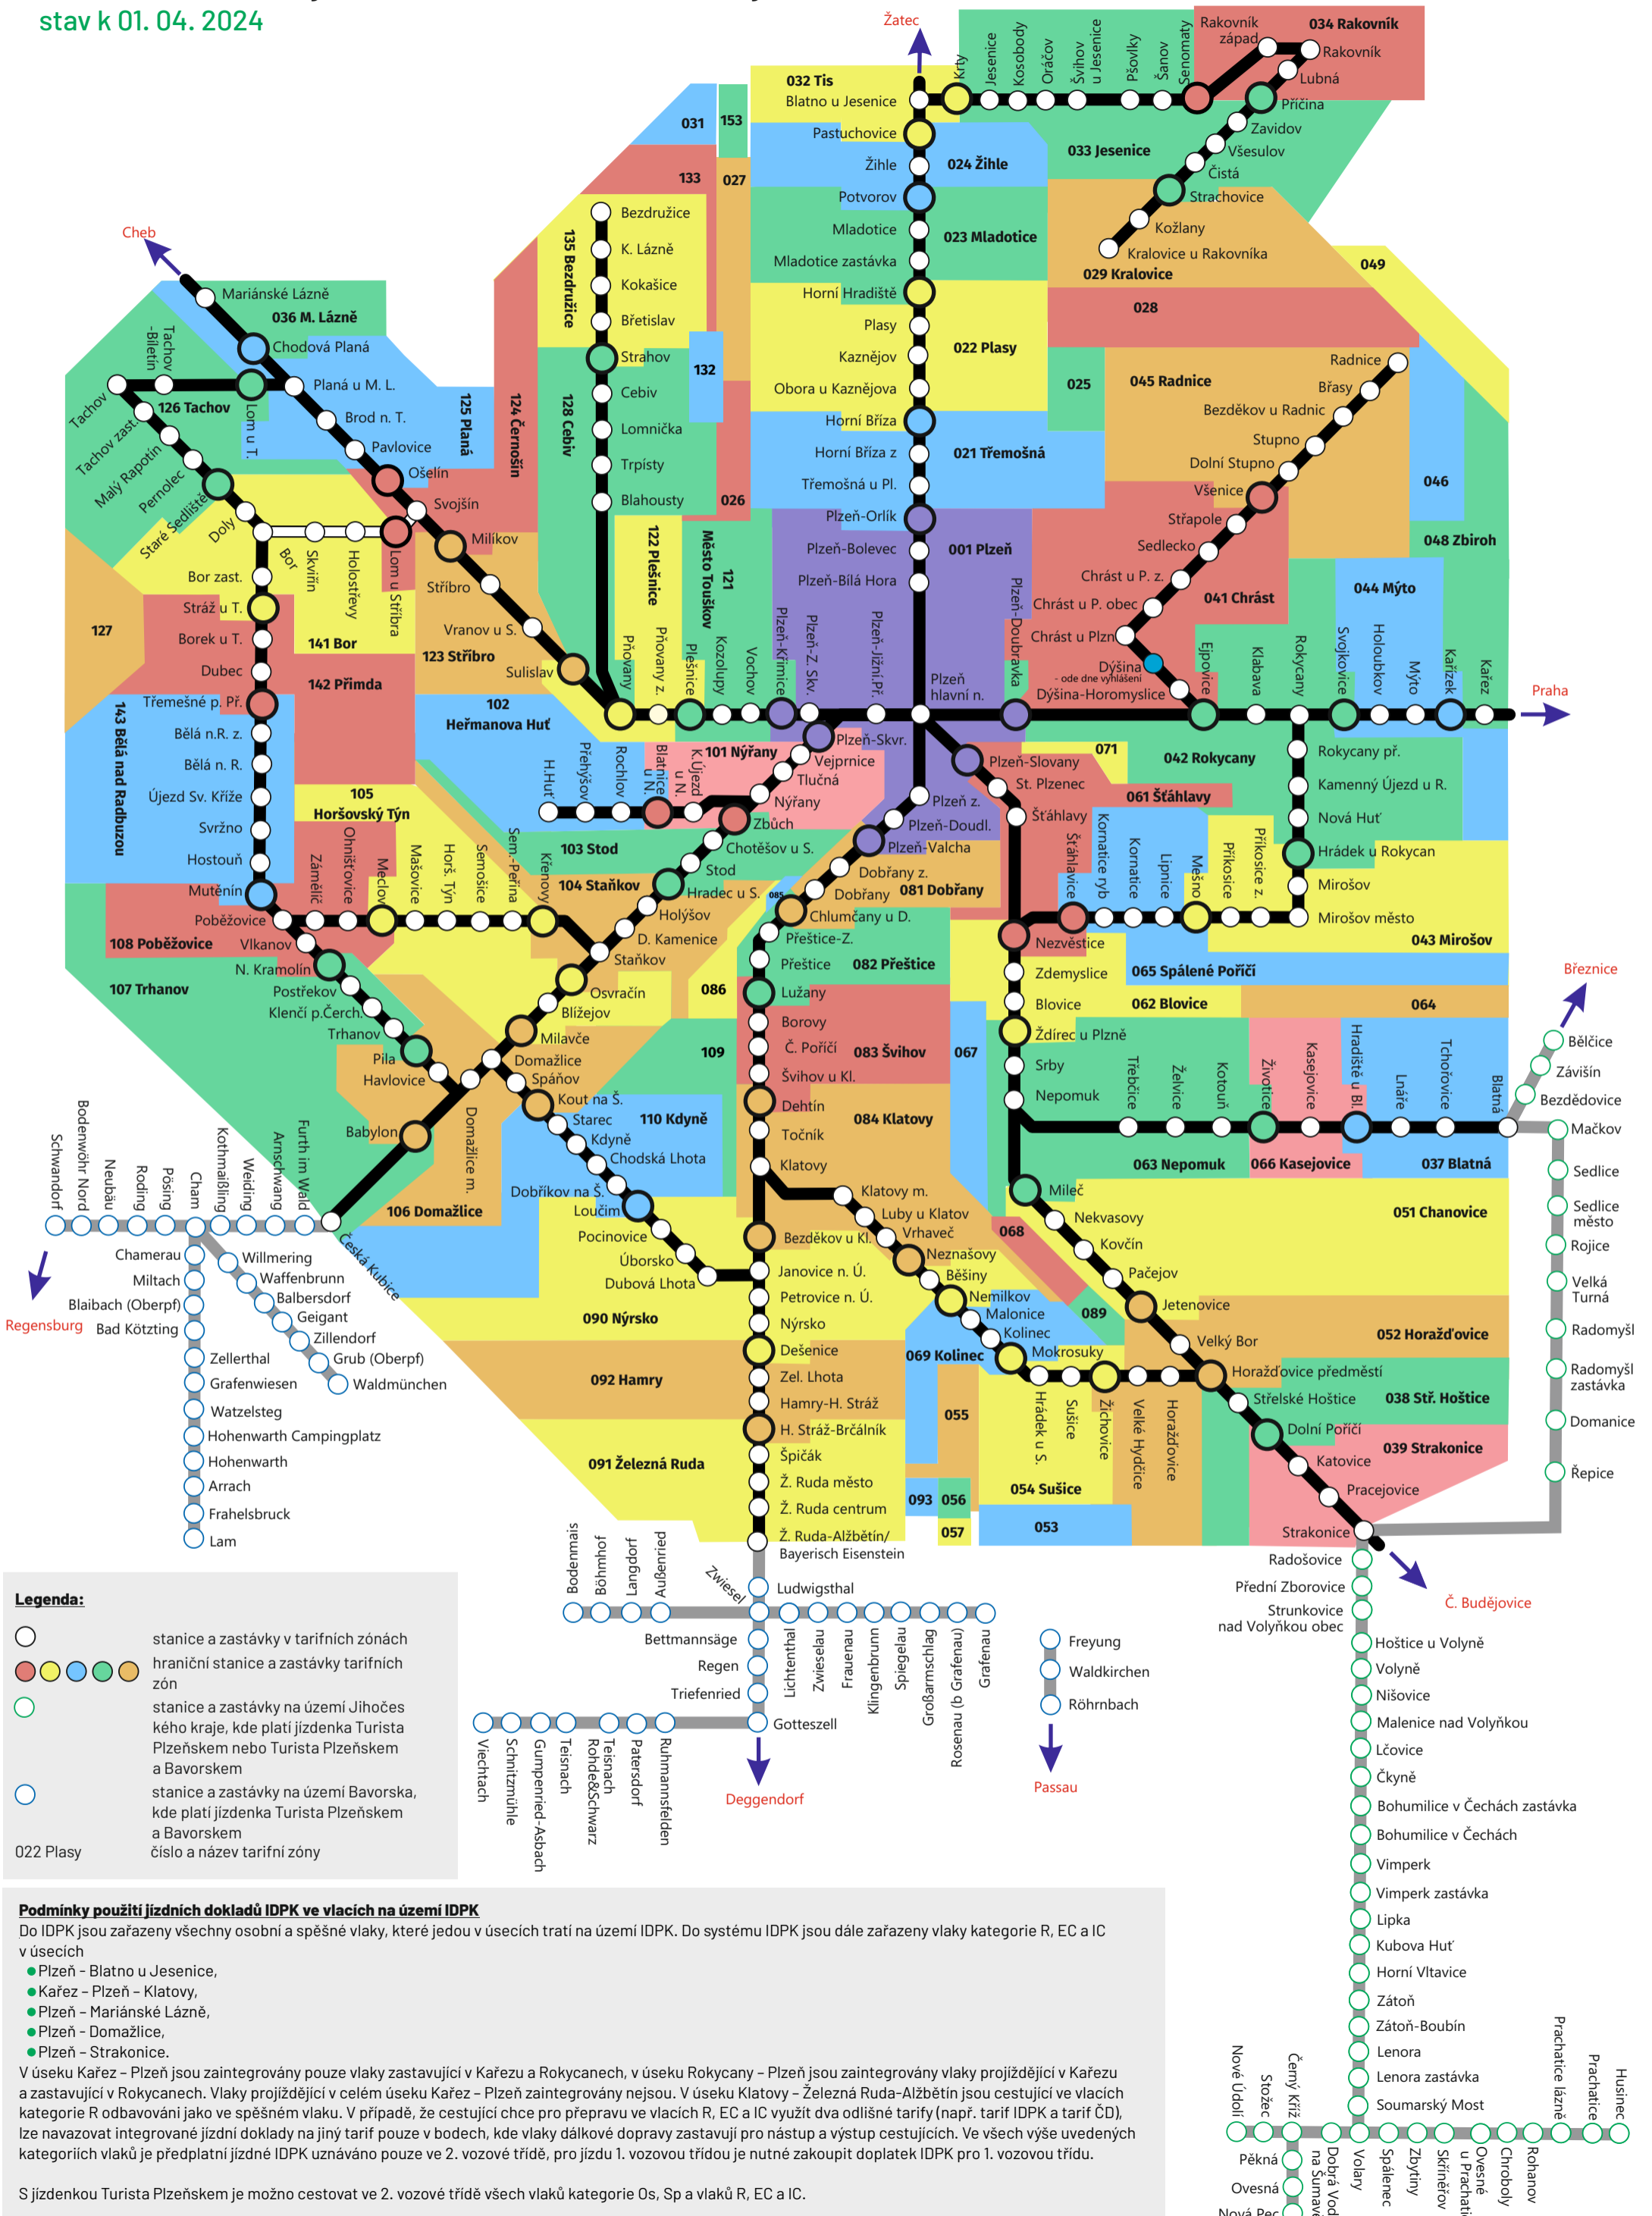 stav k 01. 04. 2024
Žatec
Krty
Jesenice
Kosobody
Oráčov
Švihov
u Jesenice
Pšovlky
Šanov
Senomaty
Rakovník
západ
034 Rakovník
Rakovník
Lubná
Příčina
Zavidov
Všesulov
Čistá
Strachovice
Kožlany
Kralovice u Rakovníka
029 Kralovice
033 Jesenice
049
028
032 Tis
Blatno u Jesenice
Pastuchovice
Žihle
024 Žihle
Potvorov
Mladotice
023 Mladotice
Mladotice zastávka
Horní Hradiště
Plasy
022 Plasy
Kaznějov
Obora u Kaznějova
Horní Bříza
Horní Bříza z
021 Třemošná
Třemošná u Pl.
Plzeň-Orlík
Plzeň-Bolevec
001 Plzeň
Plzeň-Bílá Hora
031
153
133
027
135 Bezdružice
Bezdružice
K. Lázně
Kokašice
Břetislav
Strahov
132
128 Cebiv
Cebiv
Lomnička
Trpísty
Blahousty
026
025
045 Radnice
Radnice
Břasy
Bezděkov u Radnic
Stupno
Dolní Stupno
Všenice
Střapole
Sedlecko
Chrást u P. z.
Chrást u P. obec
Chrást u Plzn
041 Chrást
Dýšina
- ode dne vyhlášení
Dýšina-Horomyslice
046
048 Zbiroh
044 Mýto
Cheb
Mariánské Lázně
036 M. Lázně
Chodová Planá
Planá u M. L.
Brod n. T.
Pavlovice
Ošelín
Svojšín
Milíkov
Stříbro
Vranov u S.
123 Stříbro
Sulislav
125 Planá
124 Černošín
Tachov
-Bíletín
Tachov
126 Tachov
Lom u T.
Tachov zast.
Malý Rapotín
Pernolec
Staré Sedliště
Doly
Bor
Skviřín
Holostřevy
Lom u Stříbra
Bor zast.
Stráž u T.
Borek u T.
Dubec
Třemešné p. Př.
Bělá n.R. z.
Bělá n. R.
Újezd Sv. Kříže
Svržno
Hostouň
Mutěnín
Poběžovice
127
141 Bor
142 Přimda
143 Bělá nad Radbuzou
122 Plešnice
Město Touškov
121
Pňovany
Pňovany z.
Plešnice
Kozolupy
Vochov
Plzeň-Křimice
Plzeň-Z. Skv.
Plzeň-Jižní.Př.
Plzeň
hlavní n.
Plzeň-Doubravka
Ejpovice
Klabava
Rokycany
Svojkovice
Holoubkov
Mýto
Kařízek
Kařez
Praha
102
Heřmanova Huť
H.Huť
Přehýšov
Rochlov
Blatnice
u N.
K.Újezd
u N.
101 Nýřany
Plzeň-Skvr.
Vejprnice
Tlučná
Nýřany
Zbůch
Chotěšov u S.
Stod
Hradec u S.
Holýšov
D. Kamenice
Staňkov
Osvračín
Blížejov
Milavče
Domažlice
103 Stod
104 Staňkov
105
Horšovský Týn
Zámělíč
Ohnišťovice
Meclov
Mašovice
Horš. Týn
Semošice
Sem.-Peřina
Křenovy
108 Poběžovice
Vlkanov
N. Kramolín
Postřekov
Klenčí p.Čerch.
Trhanov
Pila
Havlovice
107 Trhanov
Babylon
Domažlice m.
106 Domažlice
Česká Kubice
Spáňov
Kout na Š.
Starec
Kdyně
Chodská Lhota
110 Kdyně
109
Dobříkov na Š.
Loučim
Pocinovice
Úborsko
Dubová Lhota
Plzeň z.
Plzeň-Doudl.
Plzeň-Valcha
Dobřany z.
Dobřany
081 Dobřany
085
086
Chlumčany u D.
Přeštice-Z.
Přeštice
082 Přeštice
Lužany
Borovy
Č. Poříčí
083 Švihov
Švihov u Kl.
Dehtín
084 Klatovy
Točník
Klatovy
Klatovy m.
Luby u Klatov
Vrhaveč
Neznašovy
Běšiny
Nemilkov
Malonice
Kolinec
Mokrosuky
069 Kolinec
Bezděkov u Kl.
Janovice n. Ú.
Petrovice n. Ú.
Nýrsko
090 Nýrsko
Dešenice
Zel. Lhota
092 Hamry
Hamry-H. Stráž
H. Stráž-Brčálník
Špičák
091 Železná Ruda
Ž. Ruda město
Ž. Ruda centrum
Ž. Ruda-Alžbětín/
Bayerisch Eisenstein
Plzeň-Slovany
St. Plzenec
Šťáhlavy
061 Šťáhlavy
071
042 Rokycany
Rokycany př.
Kamenný Újezd u R.
Nová Huť
Hrádek u Rokycan
Mirošov
Mirošov město
043 Mirošov
Šťáhlavice
Kornatice ryb
Kornatice
Lipnice
Mešno
Příkosice
Příkosice z.
Nezvěstice
Zdemyslice
065 Spálené Poříčí
Blovice
062 Blovice
064
Ždírec u Plzně
Srby
Nepomuk
067
063 Nepomuk
Třebčice
Želvice
Kotouň
Životice
Kasejovice
Hradiště u Bl.
Lnáře
Tchořovice
Blatná
066 Kasejovice
037 Blatná
Mileč
Nekvasovy
Kovčín
Pačejov
Jetenovice
Velký Bor
Horažďovice předměstí
Střelské Hoštice
Dolní Poříčí
Katovice
Pracejovice
Strakonice
051 Chanovice
068
089
052 Horažďovice
038 Stř. Hoštice
039 Strakonice
055
093
056
057
054 Sušice
053
Hrádek u S.
Sušice
Žichovice
Velké Hydčice
Horažďovice
Březnice
Bělčice
Závišín
Bezdědovice
Mačkov
Sedlice
Sedlice
město
Rojice
Velká
Turná
Radomyšl
Radomyšl
zastávka
Domanice
Řepice
Č. Budějovice
Schwandorf
Bodenwöhr Nord
Neubäu
Roding
Pösing
Cham
Kothmaißling
Weiding
Arnschwang
Furth im Wald
Regensburg
Chamerau
Miltach
Blaibach (Oberpf)
Bad Kötzting
Zellerthal
Grafenwiesen
Watzelsteg
Hohenwarth Campingplatz
Hohenwarth
Arrach
Frahelsbruck
Lam
Willmering
Waffenbrunn
Balbersdorf
Geigant
Zillendorf
Grub (Oberpf)
Waldmünchen
Bodenmais
Böhmhof
Langdorf
Außenried
Zwiesel
Ludwigsthal
Lichtenthal
Zwieselau
Frauenau
Klingenbrunn
Spiegelau
Großarmschlag
Rosenau (b Grafenau)
Grafenau
Bettmannsäge
Regen
Triefenried
Gotteszell
Viechtach
Schnitzmühle
Gumpenried-Asbach
Teisnach
Rohde&Schwarz
Teisnach
Patersdorf
Ruhmannsfelden
Deggendorf
Freyung
Waldkirchen
Röhrnbach
Passau
Radošovice
Přední Zborovice
Strunkovice
nad Volyňkou obec
Hoštice u Volyně
Volyně
Nišovice
Malenice nad Volyňkou
Lčovice
Čkyně
Bohumilice v Čechách zastávka
Bohumilice v Čechách
Vimperk
Vimperk zastávka
Lipka
Kubova Huť
Horní Vltavice
Zátoň
Zátoň-Boubín
Lenora
Lenora zastávka
Soumarský Most
Nové Údolí
Stožec
Černý Kříž
Pěkná
Ovesná
Nová Pec
Dobrá Vod
na Šumavě
Volary
Spálenec
Zbytiny
Skříněřov
Ovesné
u Prachatic
Chroboly
Rohanov
Prachatice lázně
Prachatice
Husinec
Legenda:
stanice a zastávky v tarifních zónách
hraniční stanice a zastávky tarifních
zón
stanice a zastávky na území Jihočes
kého kraje, kde platí jízdenka Turista
Plzeňskem nebo Turista Plzeňskem
a Bavorskem
stanice a zastávky na území Bavorska,
kde platí jízdenka Turista Plzeňskem
a Bavorskem
022 Plasy
číslo a název tarifní zóny
Podmínky použití jízdních dokladů IDPK ve vlacích na území IDPK
Do IDPK jsou zařazeny všechny osobní a spěšné vlaky, které jedou v úsecích tratí na území IDPK. Do systému IDPK jsou dále zařazeny vlaky kategorie R, EC a IC
v úsecích
Plzeň - Blatno u Jesenice,
Kařez – Plzeň – Klatovy,
Plzeň – Mariánské Lázně,
Plzeň - Domažlice,
Plzeň – Strakonice.
V úseku Kařez – Plzeň jsou zaintegrovány pouze vlaky zastavující v Kařezu a Rokycanech, v úseku Rokycany – Plzeň jsou zaintegrovány vlaky projíždějící v Kařezu
a zastavující v Rokycanech. Vlaky projíždějící v celém úseku Kařez – Plzeň zaintegrovány nejsou. V úseku Klatovy – Železná Ruda-Alžbětín jsou cestující ve vlacích
kategorie R odbavováni jako ve spěšném vlaku. V případě, že cestující chce pro přepravu ve vlacích R, EC a IC využít dva odlišné tarify (např. tarif IDPK a tarif ČD),
lze navazovat integrované jízdní doklady na jiný tarif pouze v bodech, kde vlaky dálkové dopravy zastavují pro nástup a výstup cestujících. Ve všech výše uvedených
kategoriích vlaků je předplatní jízdné IDPK uznáváno pouze ve 2. vozové třídě, pro jízdu 1. vozovou třídou je nutné zakoupit doplatek IDPK pro 1. vozovou třídu.
S jízdenkou Turista Plzeňskem je možno cestovat ve 2. vozové třídě všech vlaků kategorie Os, Sp a vlaků R, EC a IC.